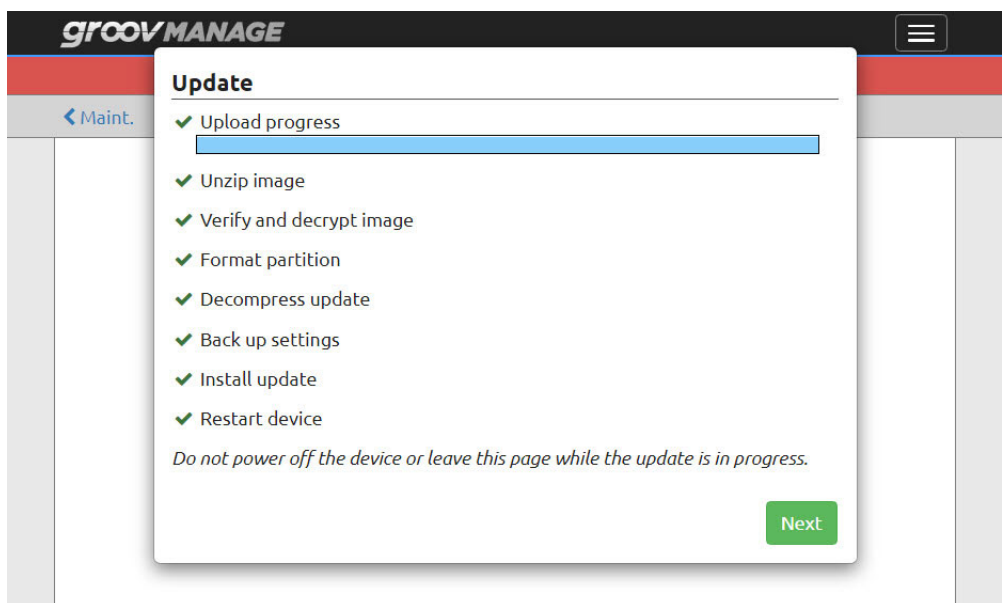 groov MANAGE
Maint.
Update
Upload progress
Unzip image
Verify and decrypt image
Format partition
Decompress update
Back up settings
Install update
Restart device
Do not power off the device or leave this page while the update is in progress.
Next